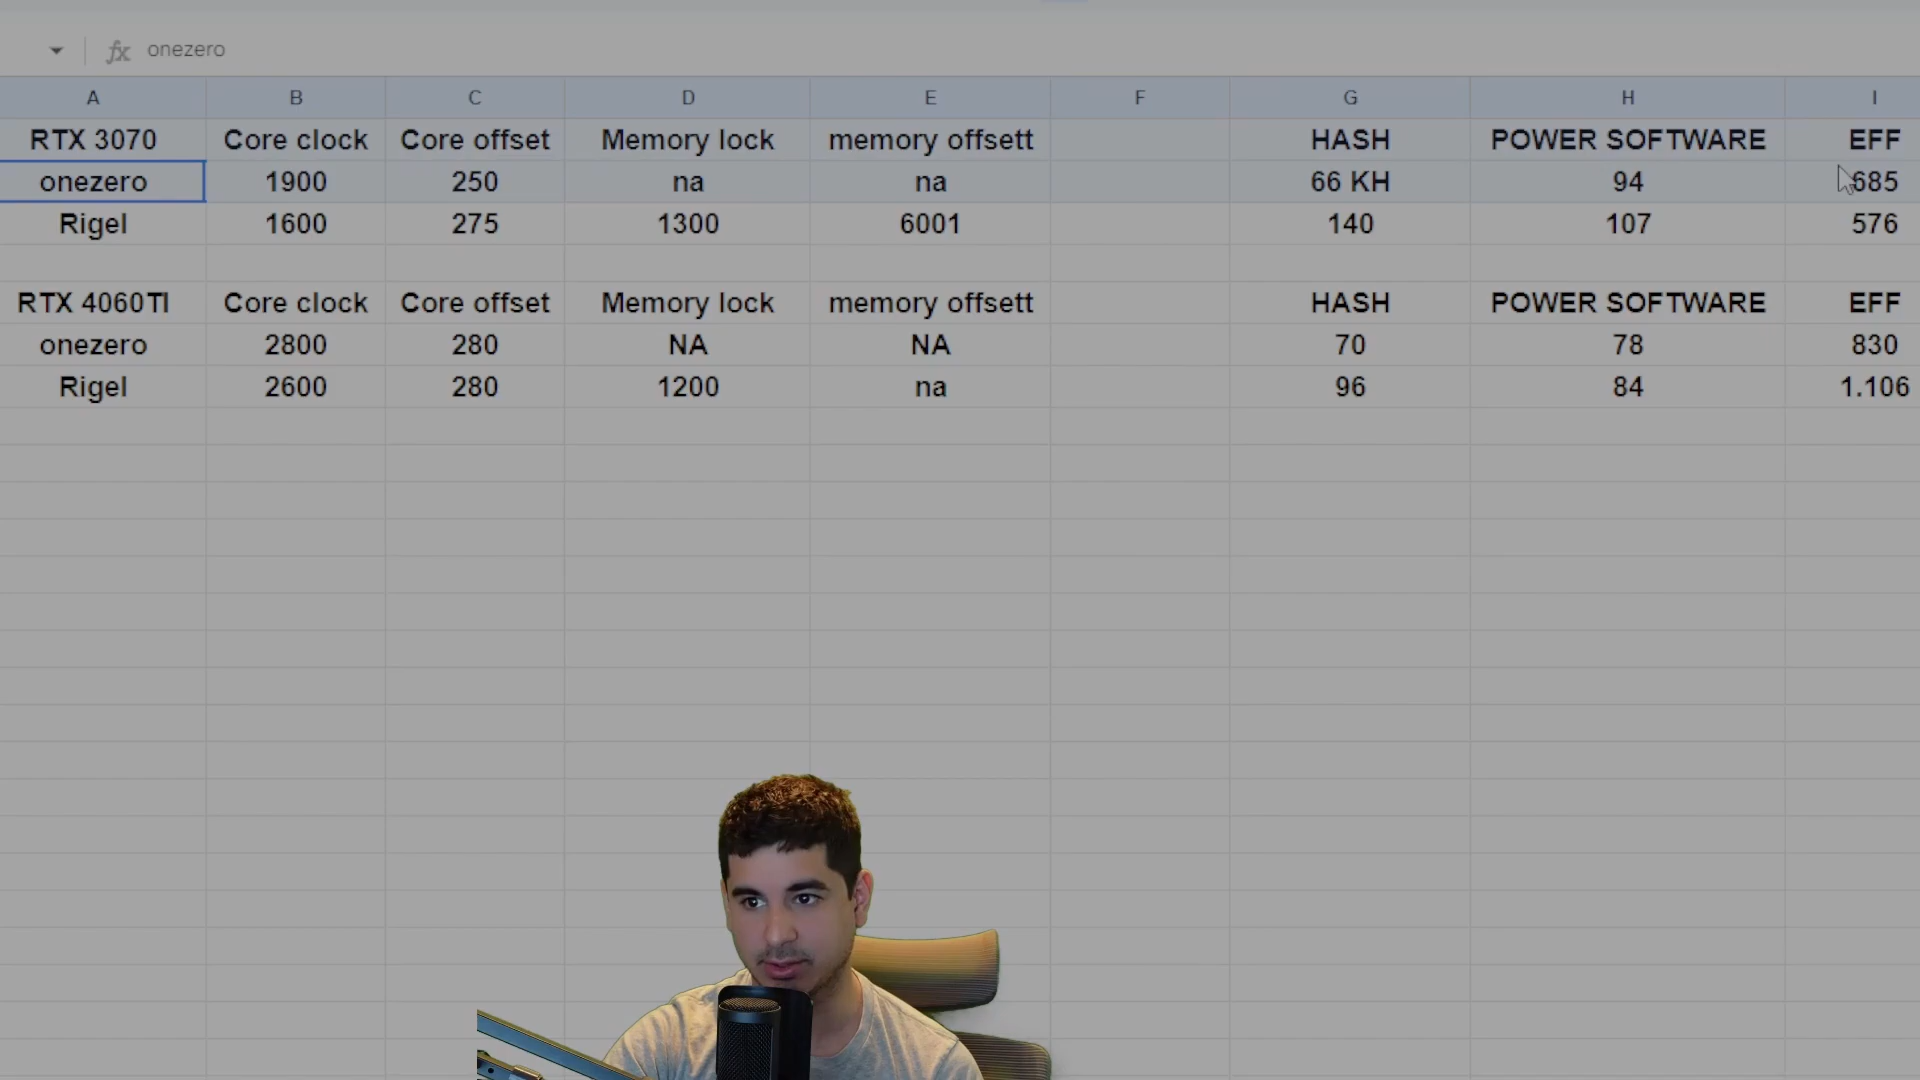 fx onezero
A B C D E F G H I
RTX 3070 Core clock Core offset Memory lock memory offsett HASH POWER SOFTWARE EFF
onezero 1900 250 na na 66 KH 94 685
Rigel 1600 275 1300 6001 140 107 576
RTX 4060TI Core clock Core offset Memory lock memory offsett HASH POWER SOFTWARE EFF
onezero 2800 280 NA NA 70 78 830
Rigel 2600 280 1200 na 96 84 1.106